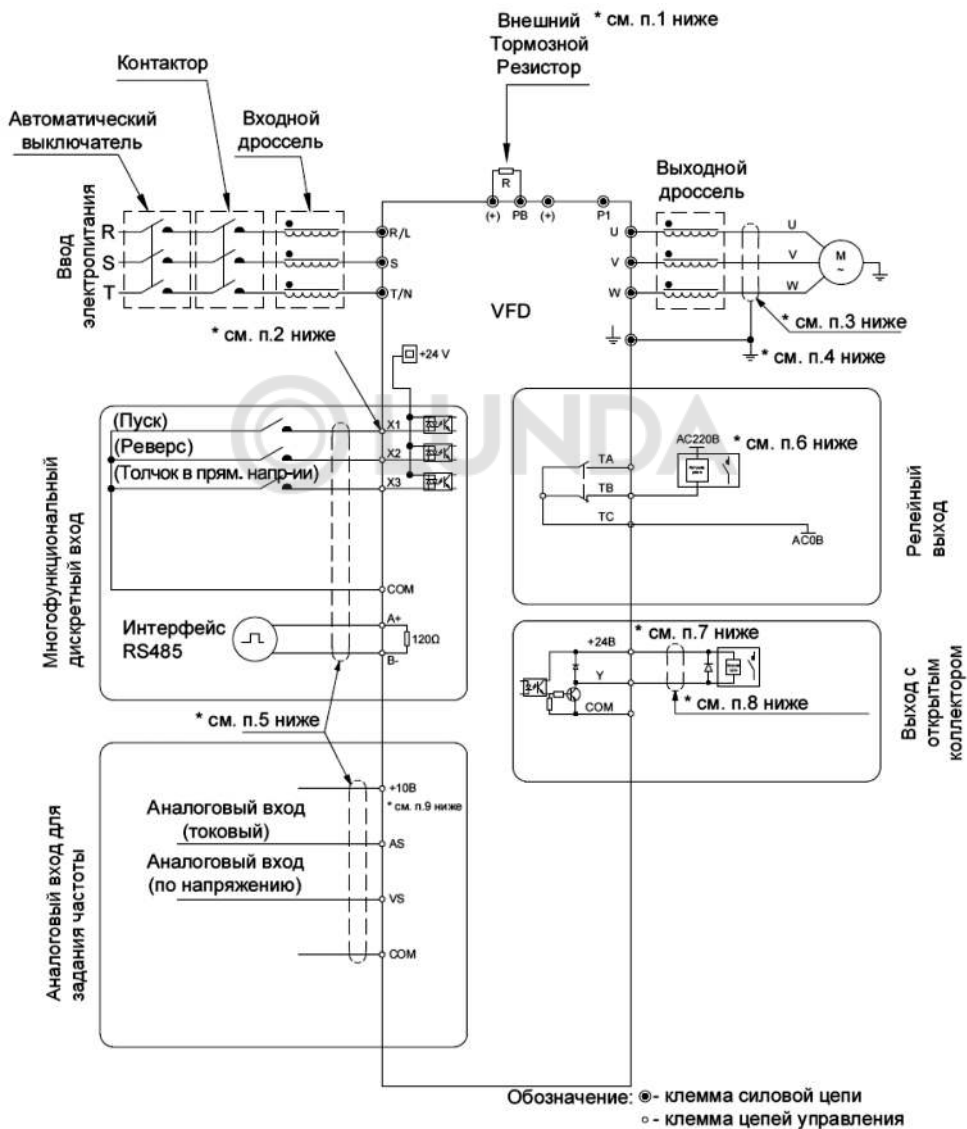 Внешний
Тормозной
Резистор
* см. п.1 ниже
Контактор
Автоматический
выключатель
Входной
дроссель
R
(+)
PB
(+)
P1
Выходной
дроссель
Ввод
электропитания
R
S
T
R/L
S
T/N
VFD
U
V
W
U
V
W
M
~
* см. п.3 ниже
* см. п.4 ниже
* см. п.2 ниже
+24 V
LUNDA
Многофункциональный
дискретный вход
(Пуск)
(Реверс)
(Толчок в прям. напр-ии)
X1
X2
X3
COM
Интерфейс
RS485
A+
B-
120Ω
* см. п.5 ниже
TA
TB
TC
AC220В
* см. п.6 ниже
AC0В
Релейный
выход
+24В
Y
COM
* см. п.7 ниже
* см. п.8 ниже
Выход с
открытым
коллектором
Аналоговый вход для
задания частоты
+10В
* см. п.9 ниже
Аналоговый вход
(токовый)
AS
Аналоговый вход
(по напряжению)
VS
COM
Обозначение: - клемма силовой цепи
- клемма цепей управления